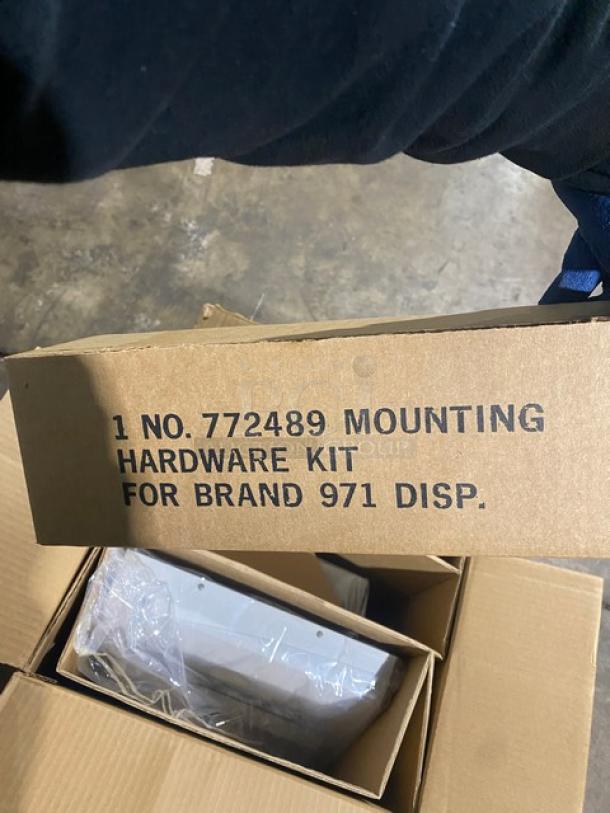 1 NO. 772489 MOUNTING
HARDWARE KIT
FOR BRAND 971 DISP.